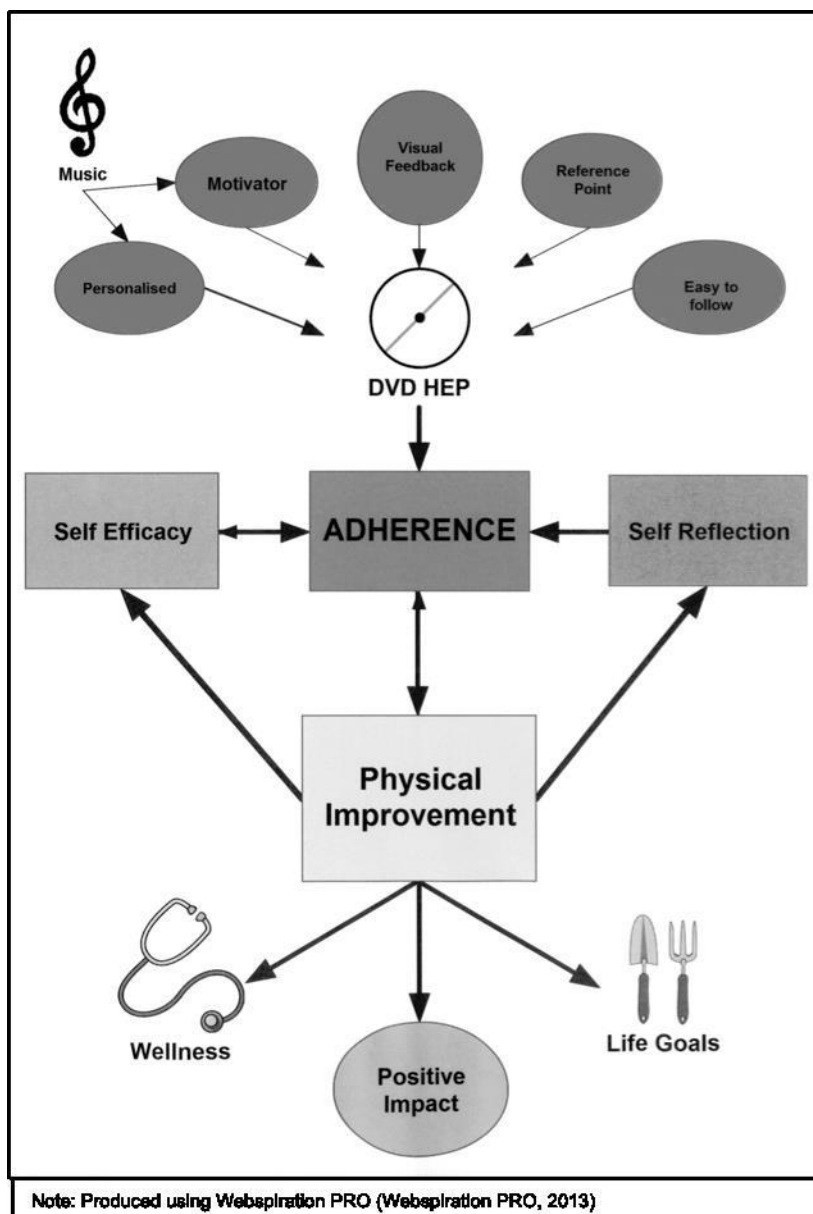 Music
Motivator
Visual
Feedback
Reference
Point
Personalised
Easy to
follow
DVD HEP
Self Efficacy
ADHERENCE
Self Reflection
Physical
Improvement
Wellness
Life Goals
Positive
Impact
Note: Produced using Webspiration PRO (Webspiration PRO, 2013)